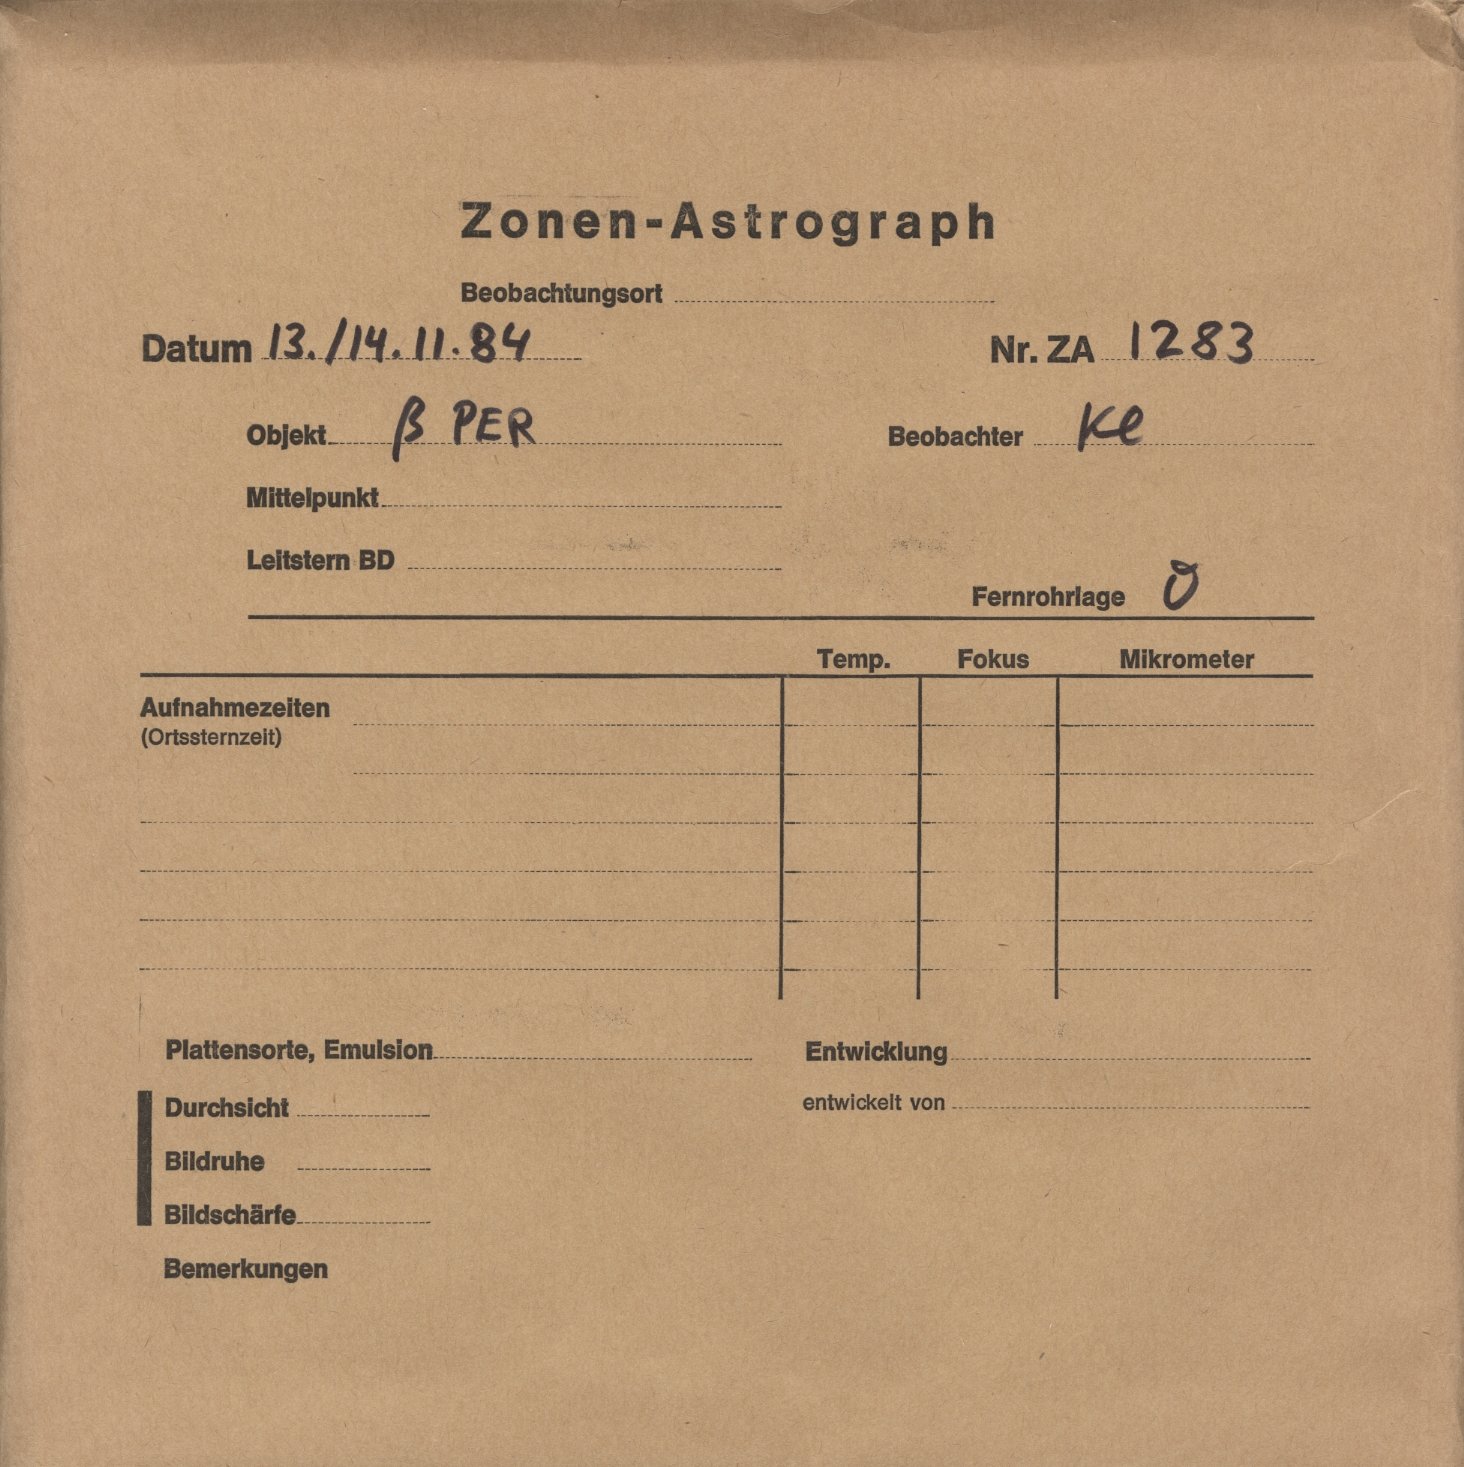 Zonen-Astrograph
Beobachtungsort
Datum 13./14.11.84 Nr. ZA 1283
Objekt β PER Beobachter Kl
Mittelpunkt
Leitstern BD
Fernrohrlage O
Temp. Fokus Mikrometer
Aufnahmezeiten
(Ortssternzeit)
Plattensorte, Emulsion Entwicklung
Durchsicht entwickelt von
Bildruhe
Bildschärfe
Bemerkungen